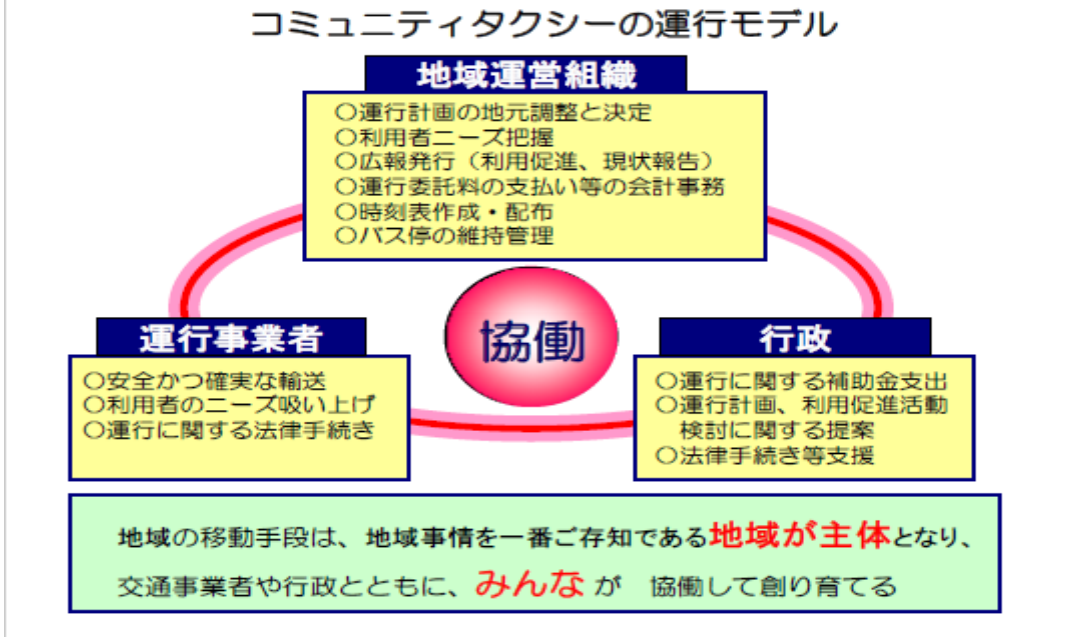 コミュニティタクシーの運行モデル
地域運営組織
○運行計画の地元調整と決定
○利用者ニーズ把握
○広報発行（利用促進、現状報告）
○運行委託料の支払い等の会計事務
○時刻表作成・配布
○バス停の維持管理
協働
運行事業者
○安全かつ確実な輸送
○利用者のニーズ吸い上げ
○運行に関する法律手続き
行政
○運行に関する補助金支出
○運行計画、利用促進活動
検討に関する提案
○法律手続き等支援
地域の移動手段は、地域事情を一番ご存知である地域が主体となり、
交通事業者や行政とともに、みんなが　協働して創り育てる